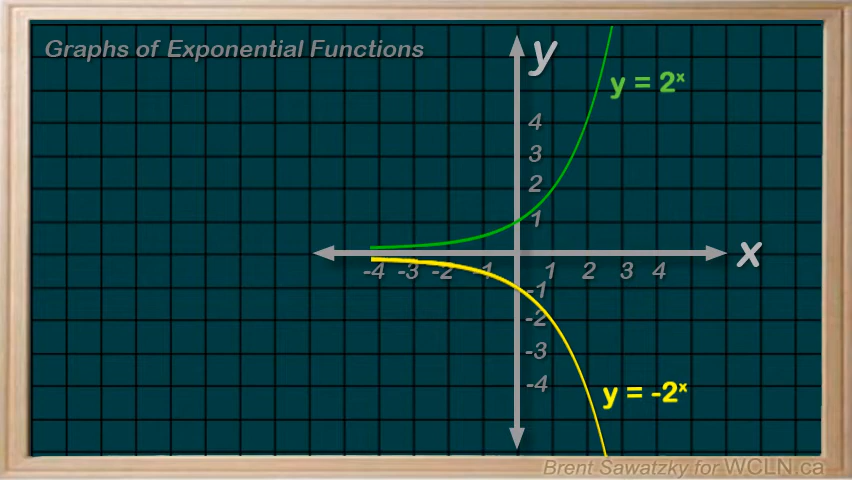 Graphs of Exponential Functions
y
y = 2ˣ
4
3
2
1
x
-4 -3 -2 -1 1 2 3 4
-1
-2
-3
-4
y = -2ˣ
Brent Sawatzky for WCLN.ca